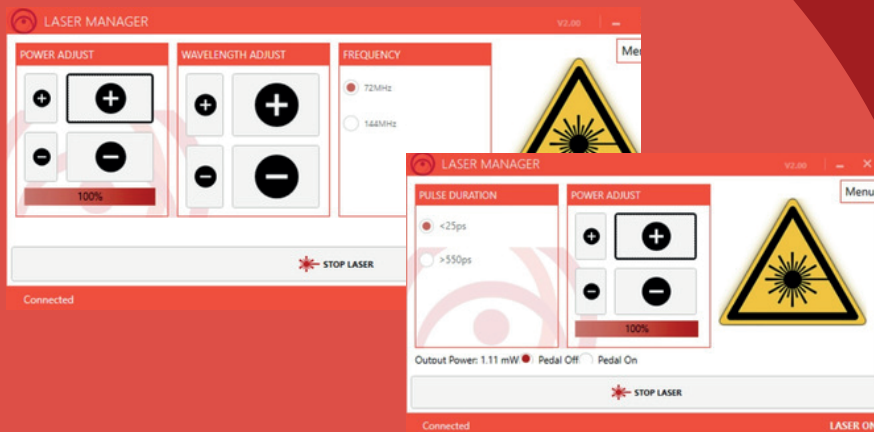 LASER MANAGER
V2.00
POWER ADJUST
WAVELENGTH ADJUST
FREQUENCY
72MHz
144MHz
100%
STOP LASER
Connected
LASER MANAGER
V2.00
Menu
PULSE DURATION
POWER ADJUST
<25ps
>550ps
100%
Output Power: 1.11 mW Pedal Off Pedal On
STOP LASER
Connected
LASER ON